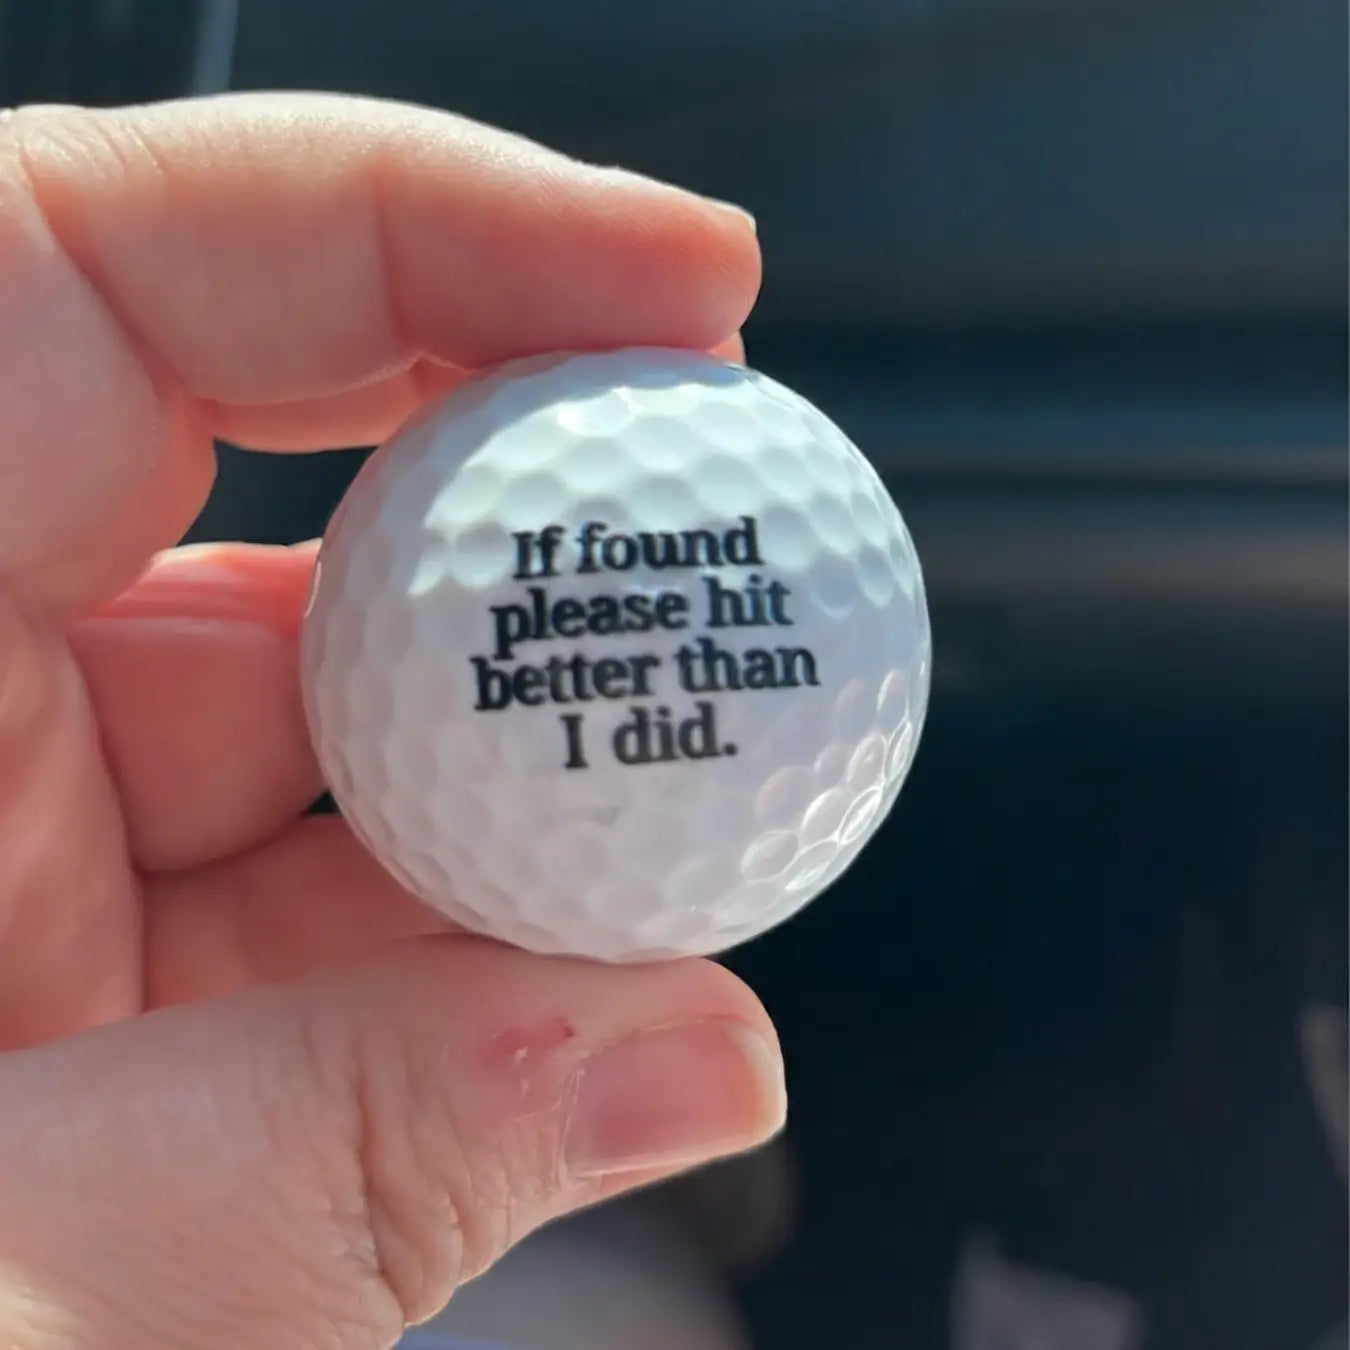 If found
please hit
better than
I did.